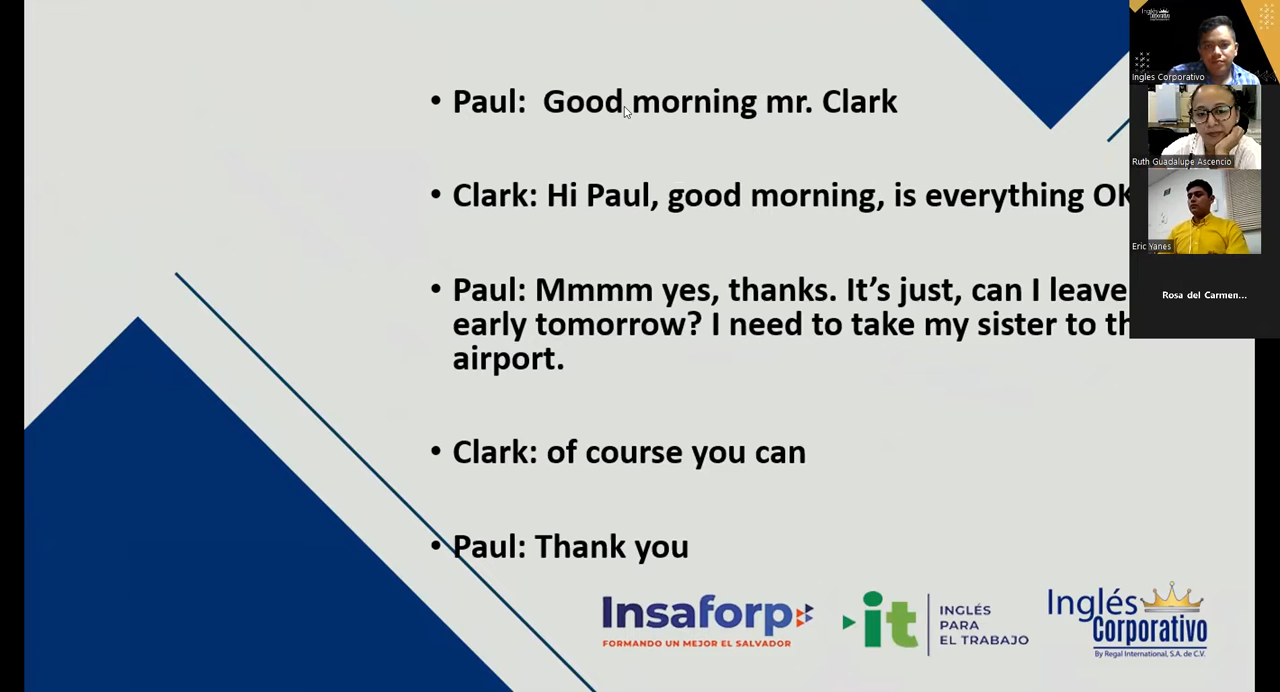 • Paul:  Good morning mr. Clark
• Clark: Hi Paul, good morning, is everything OK
• Paul: Mmmm yes, thanks. It’s just, can I leave
early tomorrow? I need to take my sister to th
airport.
• Clark: of course you can
• Paul: Thank you
Insaforp
FORMANDO UN MEJOR EL SALVADOR
it
INGLÉS
PARA
EL TRABAJO
Inglés
Corporativo
By Regal International, S.A. de C.V.
Inglés
Corporativo
Ingles Corporativo
Ruth Guadalupe Ascencio
Eric Yanes
Rosa del Carmen...